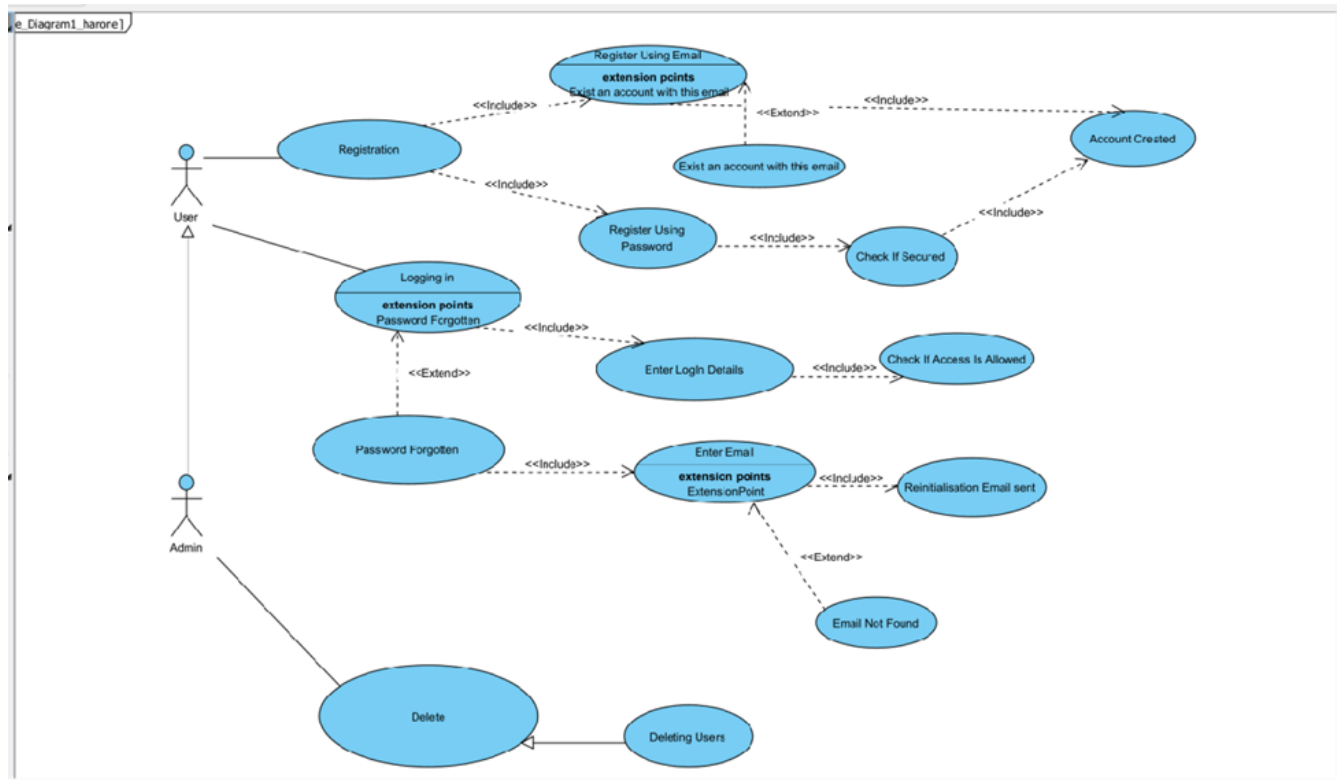 e_Diagram1_harore]
Register Using Email
extension points
Exist an account with this email
<<Include>>
<<Include>>
<<Extend>>
Registration
Account Created
Exist an account with this email
<<Include>>
User
<<Include>>
Register Using
Password
<<Include>>
Check If Secured
Logging in
extension points
Password Forgotten
<<Include>>
Check If Access Is Allowed
Enter LogIn Details
<<Include>>
<<Extend>>
Password Forgotten
<<Include>>
Enter Email
extension points
ExtensionPoint
<<Include>>
Reinitialisation Email sent
Admin
<<Extend>>
Email Not Found
Delete
Deleting Users